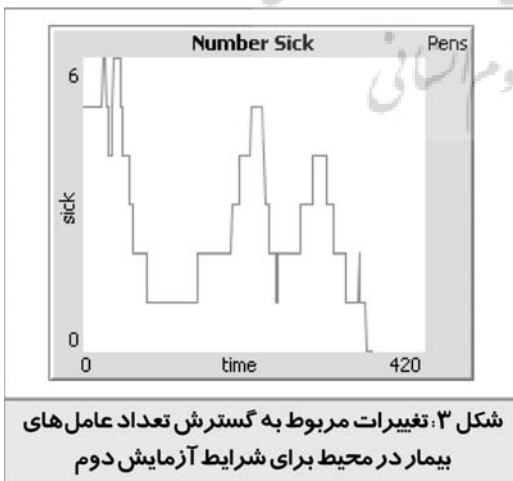 Number Sick
Pens
6
sick
0
0 time 420
شکل ۳: تغییرات مربوط به گسترش تعداد عامل‌های
بیمار در محیط برای شرایط آزمایش دوم